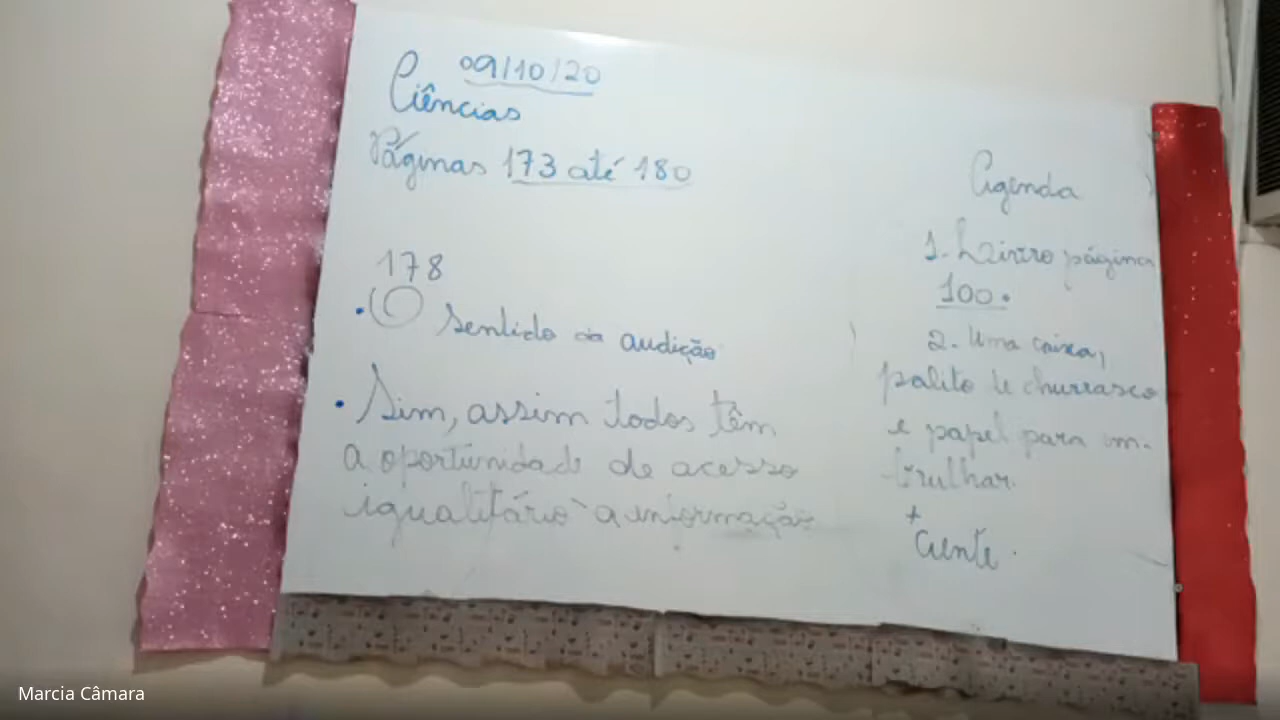 09/10/20
Ciências
Páginas 173 até 180
178
• O sentido da audição
• Sim, assim todos têm
a oportunidade de acesso
igualitário à informação
Agenda
1. Livro página
100.
2. Uma caixa,
palito de churrasco
e papel para em-
brulhar.
+
Ciente.
Marcia Câmara